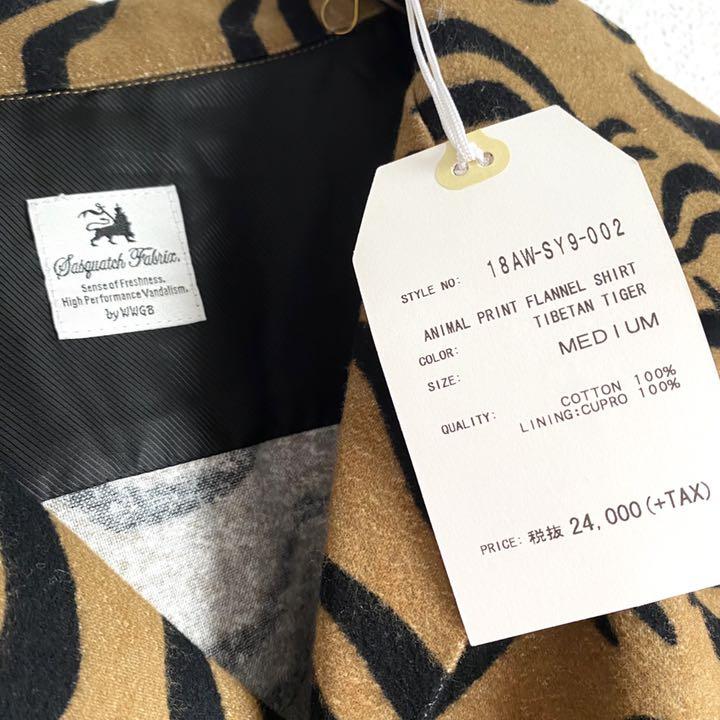 Sasquatch Fabrix.
Sense of Freshness.
High Performance Vandalism.
by WWGB
STYLE NO: 18AW-SY9-002
ANIMAL PRINT FLANNEL SHIRT
COLOR: TIBETAN TIGER
SIZE: MEDIUM
QUALITY: COTTON 100%
LINING:CUPRO 100%
PRICE: 税抜 24,000(+TAX)